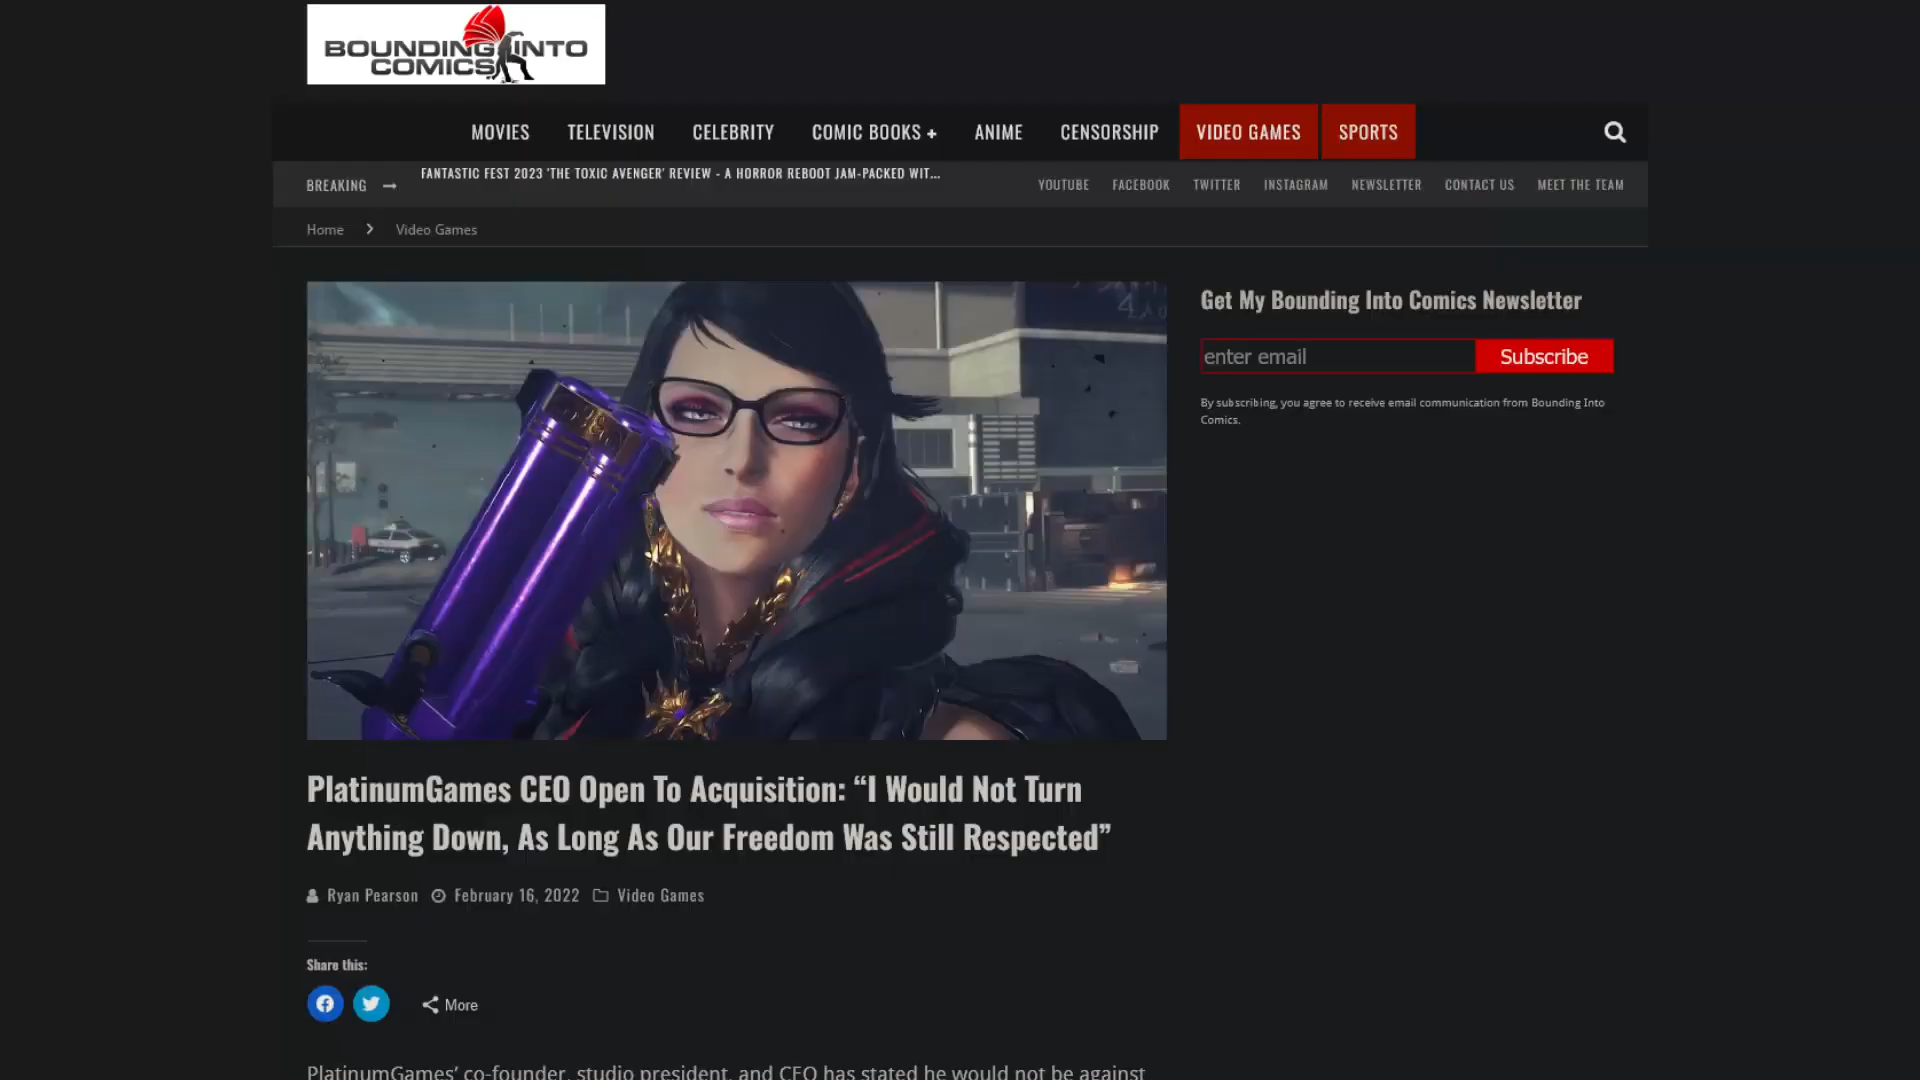 BOUNDING INTO
COMICS
MOVIES TELEVISION CELEBRITY COMIC BOOKS + ANIME CENSORSHIP VIDEO GAMES SPORTS
BREAKING → FANTASTIC FEST 2023 'THE TOXIC AVENGER' REVIEW - A HORROR REBOOT JAM-PACKED WIT... YOUTUBE FACEBOOK TWITTER INSTAGRAM NEWSLETTER CONTACT US MEET THE TEAM
Home > Video Games
Get My Bounding Into Comics Newsletter
enter email Subscribe
By subscribing, you agree to receive email communication from Bounding Into
Comics.
PlatinumGames CEO Open To Acquisition: “I Would Not Turn
Anything Down, As Long As Our Freedom Was Still Respected”
Ryan Pearson February 16, 2022 Video Games
Share this:
More
PlatinumGames’ co-founder, studio president, and CEO has stated he would not be against